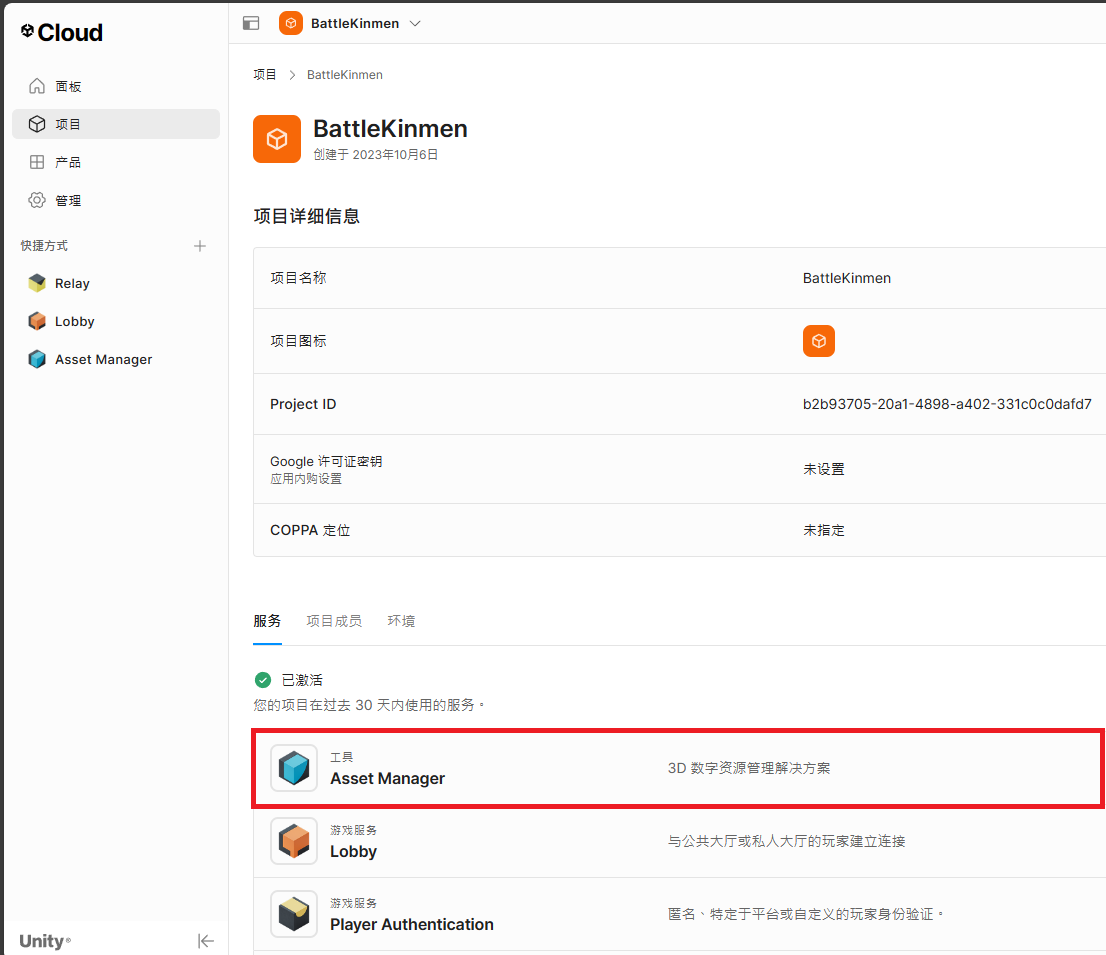 Cloud
BattleKinmen
面板
项目
产品
管理
快捷方式
Relay
Lobby
Asset Manager
Unity®
项目 > BattleKinmen
BattleKinmen
创建于 2023年10月6日
项目详细信息
项目名称 BattleKinmen
项目图标
Project ID b2b93705-20a1-4898-a402-331c0c0dafd7
Google 许可证密钥
应用内购设置
未设置
COPPA 定位 未指定
服务 项目成员 环境
已激活
您的项目在过去 30 天内使用的服务。
工具
Asset Manager
3D 数字资源管理解决方案
游戏服务
Lobby
与公共大厅或私人大厅的玩家建立连接
游戏服务
Player Authentication
匿名、特定于平台或自定义的玩家身份验证。